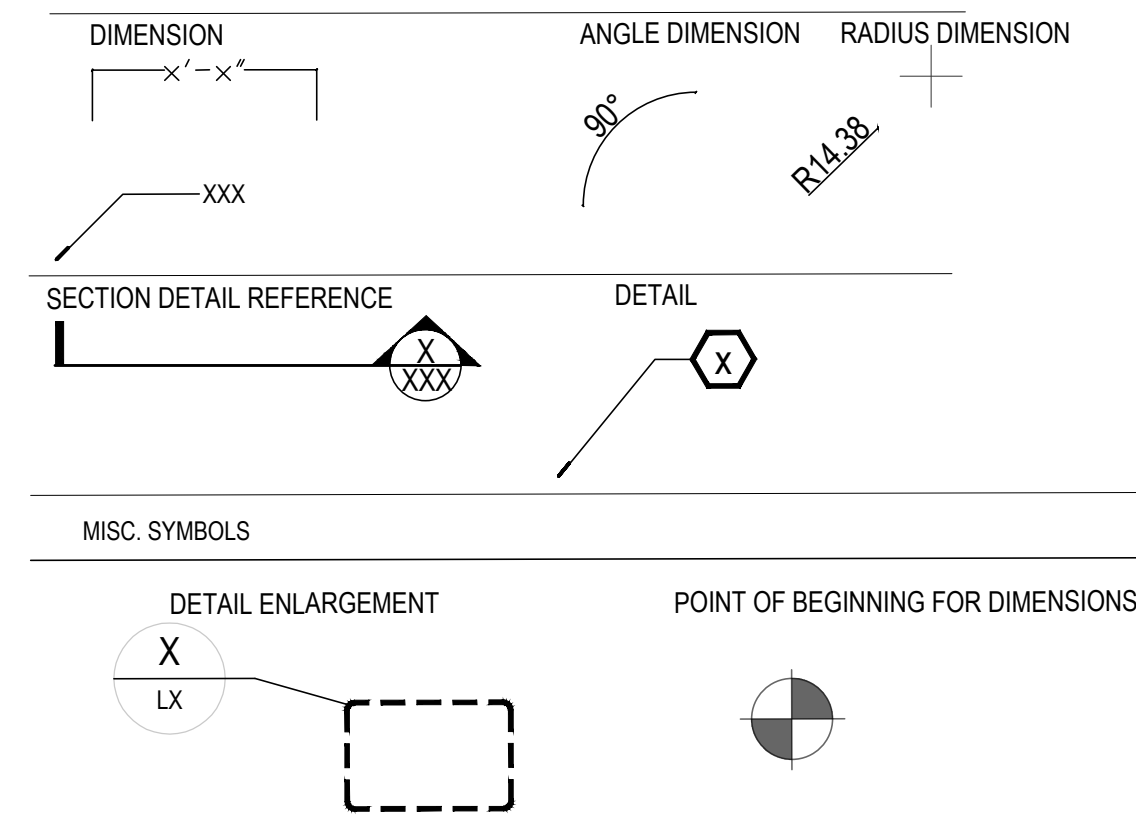 DIMENSION
ANGLE DIMENSION
RADIUS DIMENSION
x'-x"
90°
R14.38
XXX
SECTION DETAIL REFERENCE
DETAIL
X
XXX
X
MISC. SYMBOLS
DETAIL ENLARGEMENT
POINT OF BEGINNING FOR DIMENSIONS
X
LX